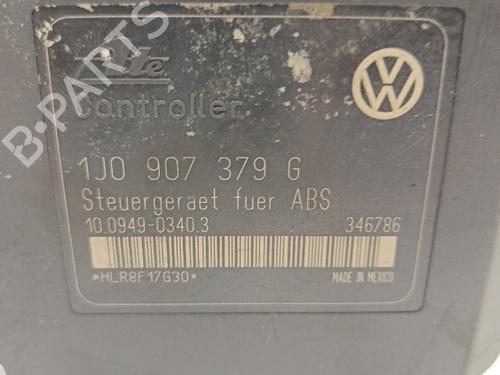 Ate
Controller
1J0 907 379 G
Steuergeraet fuer ABS
10.0949-0340.3 346786
*HLR8F17G30* MADE IN MEXICO
B-PARTS